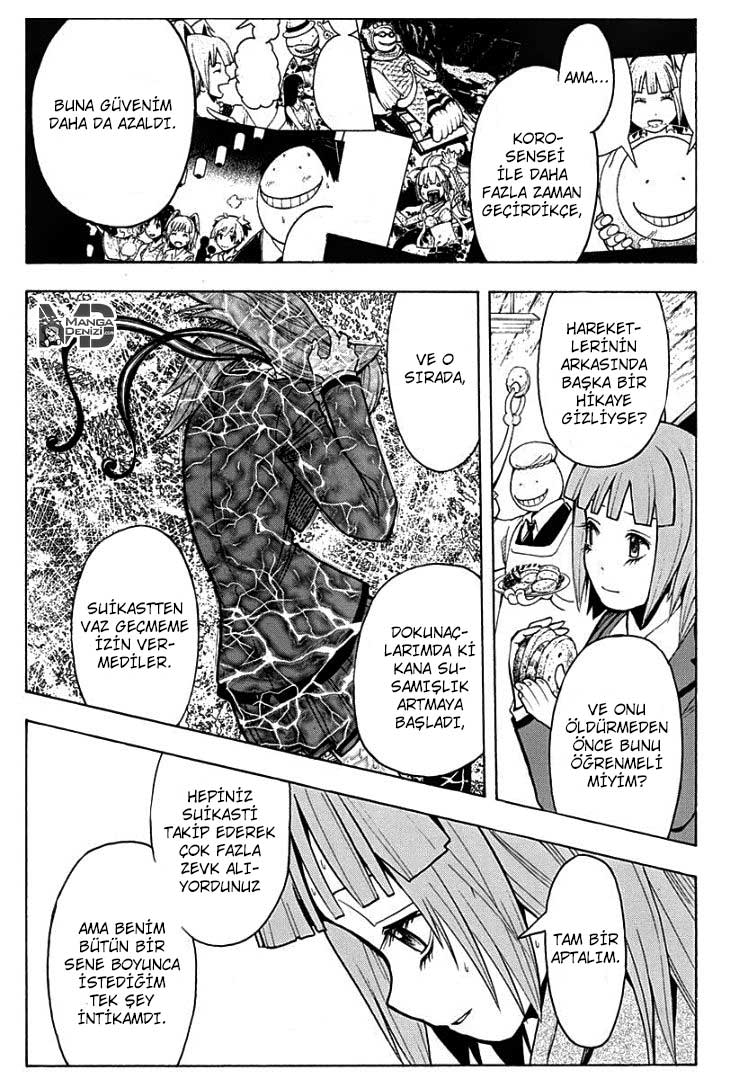 AMA...
KORO-
SENSEI
İLE DAHA
FAZLA ZAMAN
GEÇİRDİKÇE,
BUNA GÜVENİM
DAHA DA AZALDI.
HAREKET-
LERİNİN
ARKASINDA
BAŞKA BİR
HİKAYE
GİZLİYSE?
VE ONU
ÖLDÜRMEDEN
ÖNCE BUNU
ÖĞRENMELİ
MİYİM?
MD
MANGA
DENİZİ
VE O
SIRADA,
DOKUNAÇ-
LARIMDA Kİ
KANA SU-
SAMIŞLIK
ARTMAYA
BAŞLADI,
SUİKASTTEN
VAZ GEÇMEME
İZİN VER-
MEDİLER.
TAM BİR
APTALIM.
HEPİNİZ
SUİKASTİ
TAKİP EDEREK
ÇOK FAZLA
ZEVK ALI-
YORDUNUZ
AMA BENİM
BÜTÜN BİR
SENE BOYUNCA
İSTEDİĞİM
TEK ŞEY
İNTİKAMDI.